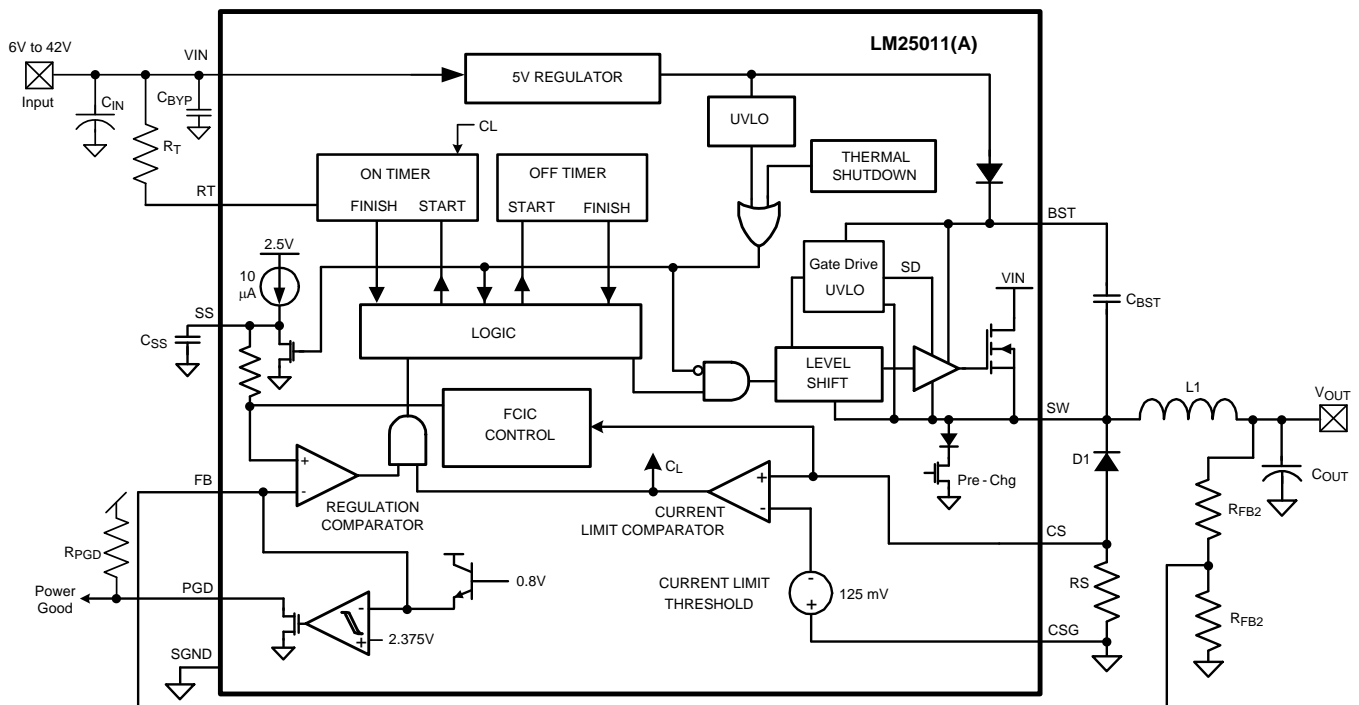 LM25011(A)
6V to 42V
VIN
Input
CIN
CBYP
RT
5V REGULATOR
UVLO
THERMAL
SHUTDOWN
CL
ON TIMER
FINISH START
OFF TIMER
START FINISH
RT
BST
2.5V
10
µA
Gate Drive
UVLO
SD
VIN
CBST
SS
CSS
LOGIC
LEVEL
SHIFT
L1
VOUT
SW
FCIC
CONTROL
+
-
REGULATION
COMPARATOR
FB
CL
+
-
CURRENT
LIMIT COMPARATOR
Pre - Chg
D1
COUT
RFB2
CS
RPGD
0.8V
CURRENT LIMIT
THRESHOLD
-
+
125 mV
RS
Power
Good
PGD
-
+
2.375V
RFB2
CSG
SGND